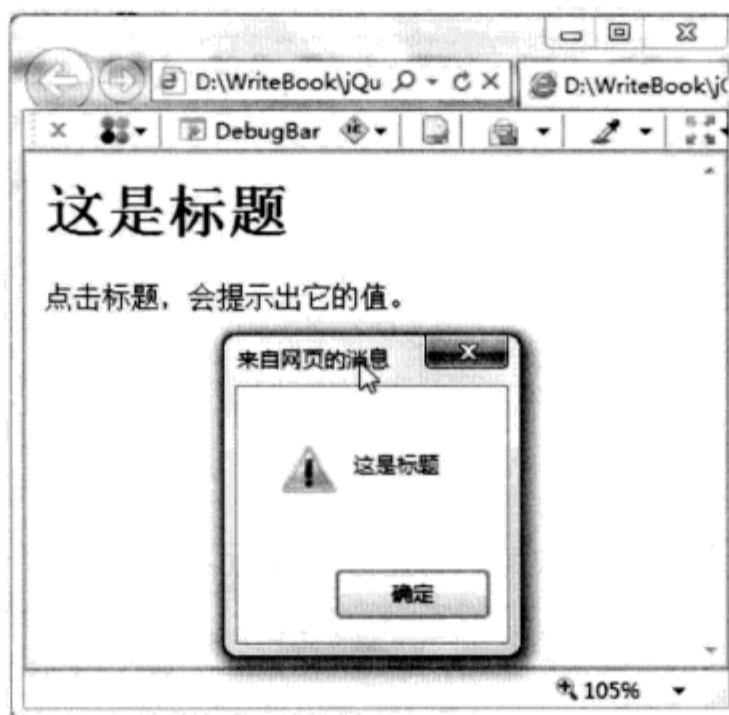 D:\WriteBook\jQu
D:\WriteBook\jQ
DebugBar
这是标题
点击标题，会提示出它的值。
来自网页的消息
这是标题
确定
105%